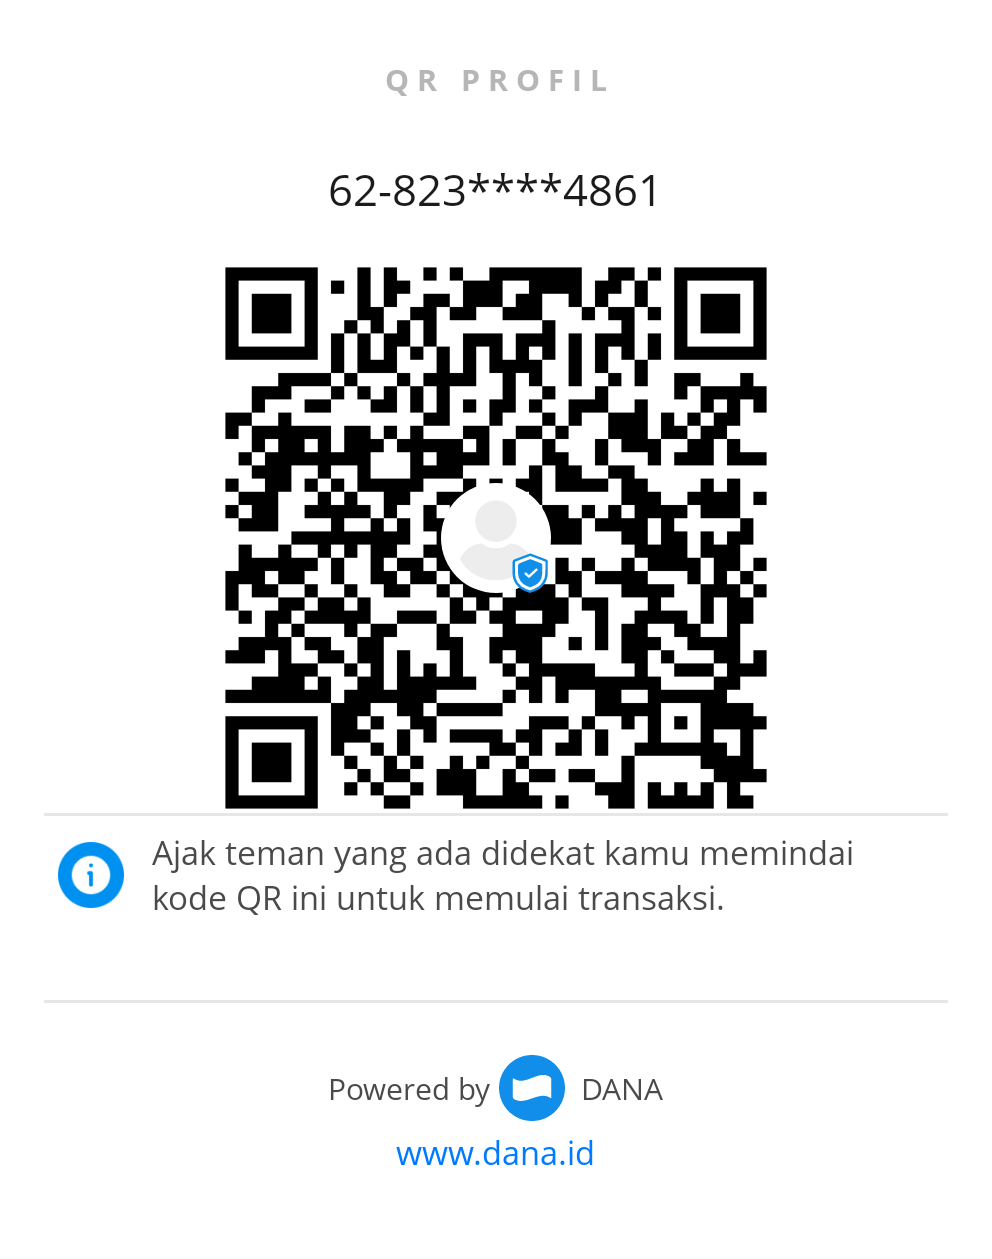 QR PROFIL
62-823****4861
Ajak teman yang ada didekat kamu memindai
kode QR ini untuk memulai transaksi.
Powered by DANA
www.dana.id